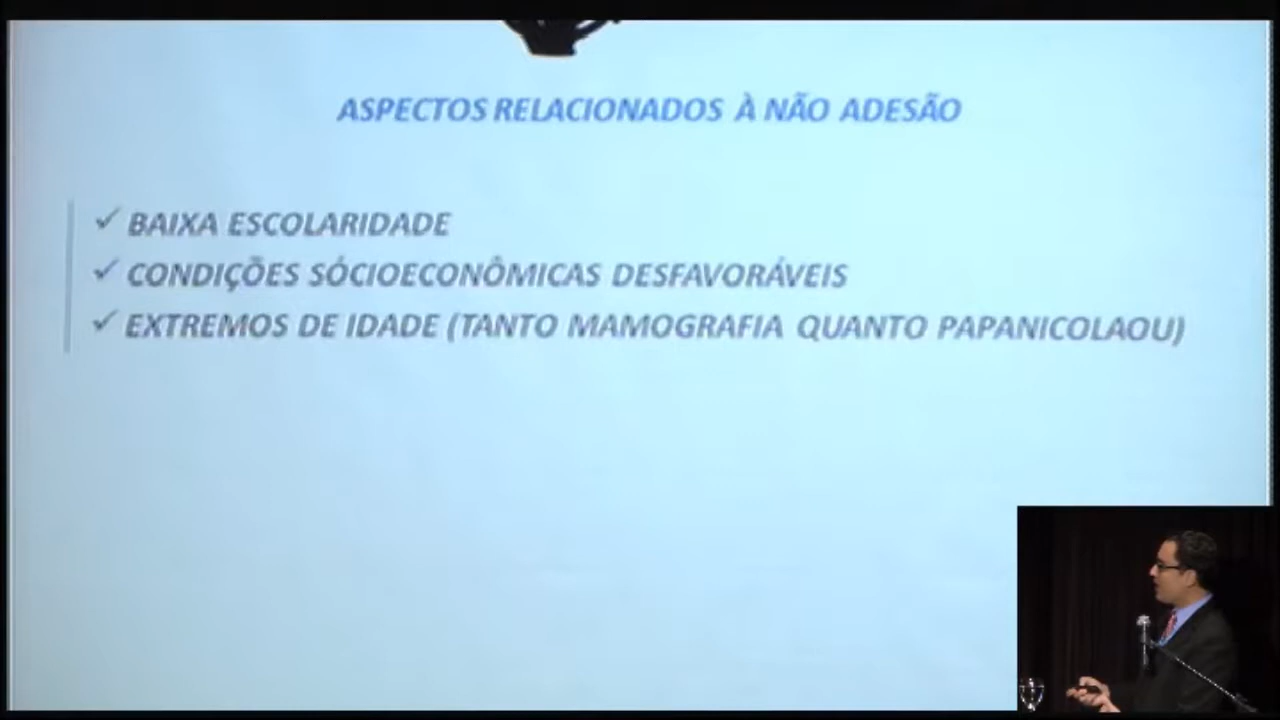 ASPECTOS RELACIONADOS À NÃO ADESÃO
✓ BAIXA ESCOLARIDADE
✓ CONDIÇÕES SÓCIOECONÔMICAS DESFAVORÁVEIS
✓ EXTREMOS DE IDADE (TANTO MAMOGRAFIA QUANTO PAPANICOLAOU)